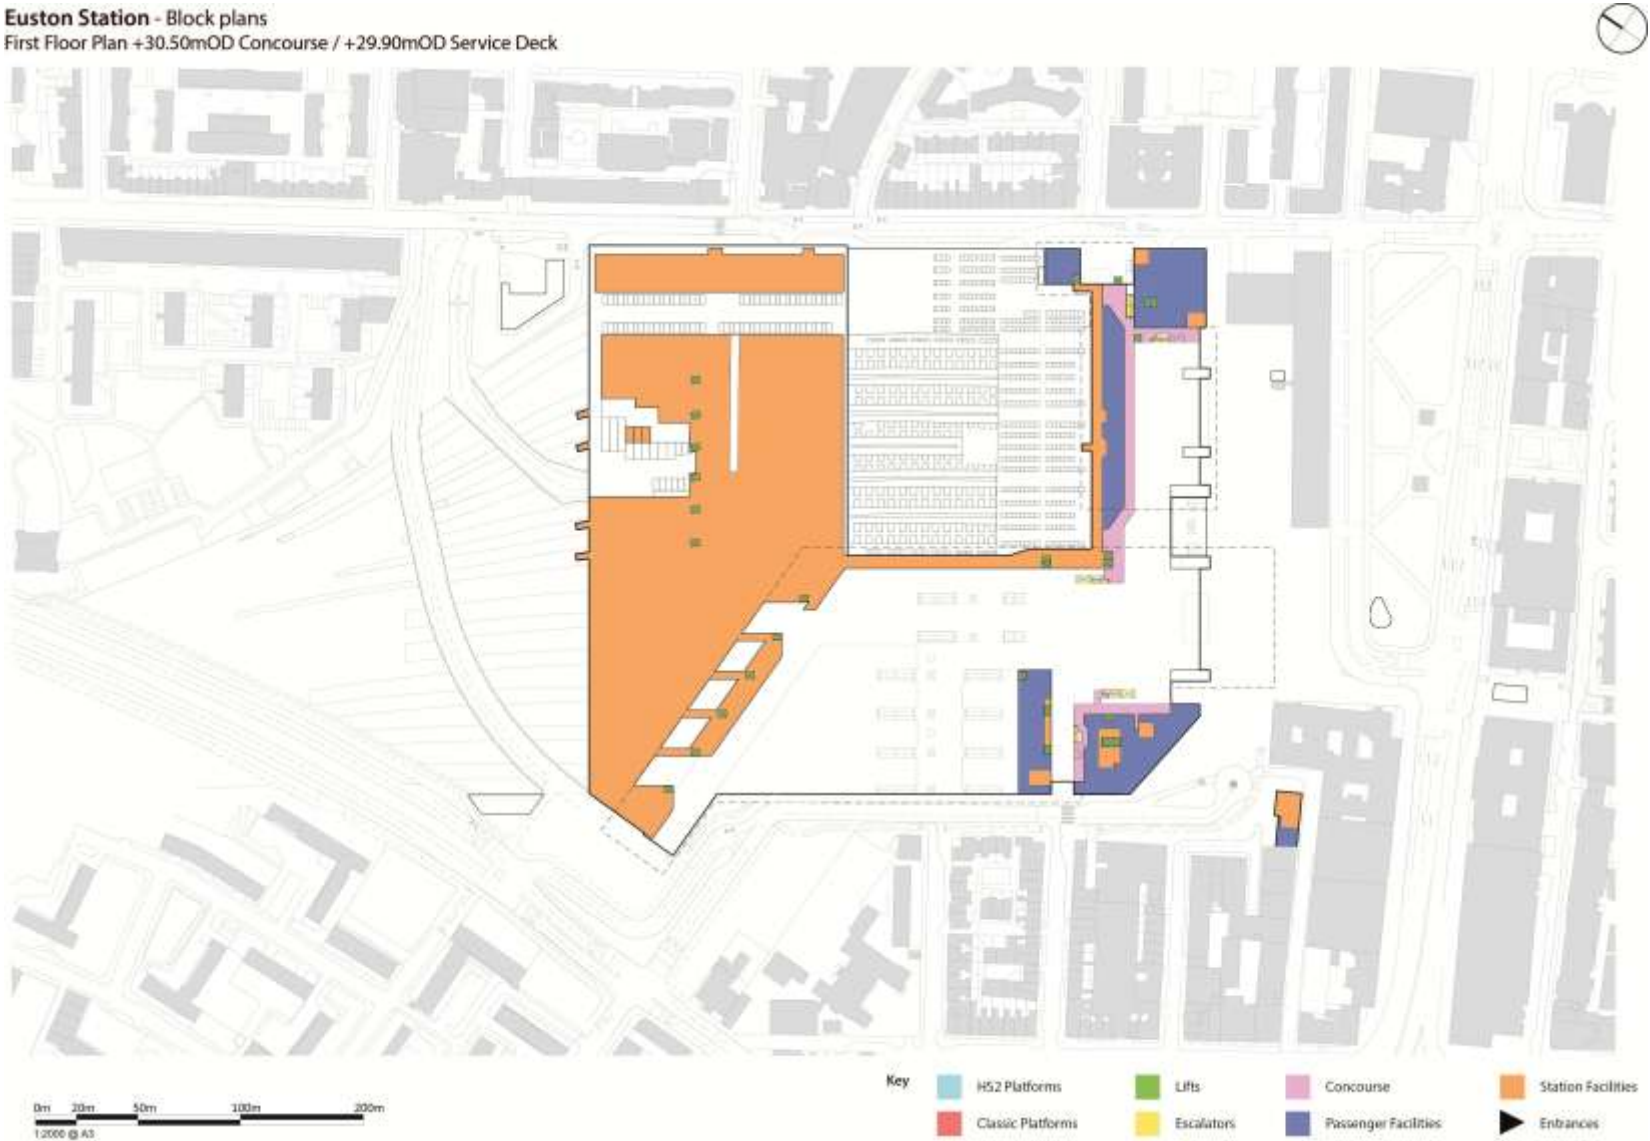 Euston Station - Block plans
First Floor Plan +30.50mOD Concourse / +29.90mOD Service Deck
Key
HS2 Platforms
Lifts
Concourse
Station Facilities
Classic Platforms
Escalators
Passenger Facilities
Entrances
0m 20m 50m 100m 200m
1:2000 @ A3